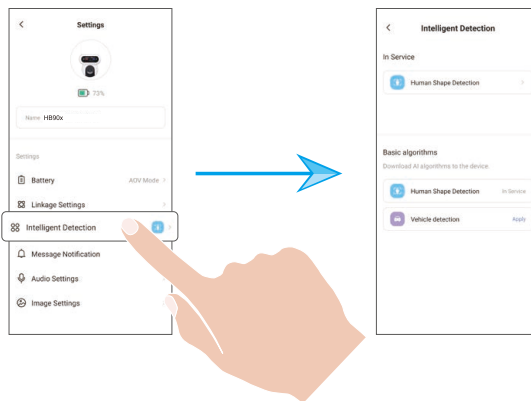 Settings
73%
Name HB90x
Settings
Battery AOV Mode
Linkage Settings
Intelligent Detection
Message Notification
Audio Settings
Image Settings
Intelligent Detection
In Service
Human Shape Detection
Basic algorithms
Download AI algorithms to the device
Human Shape Detection In Service
Vehicle detection Apply